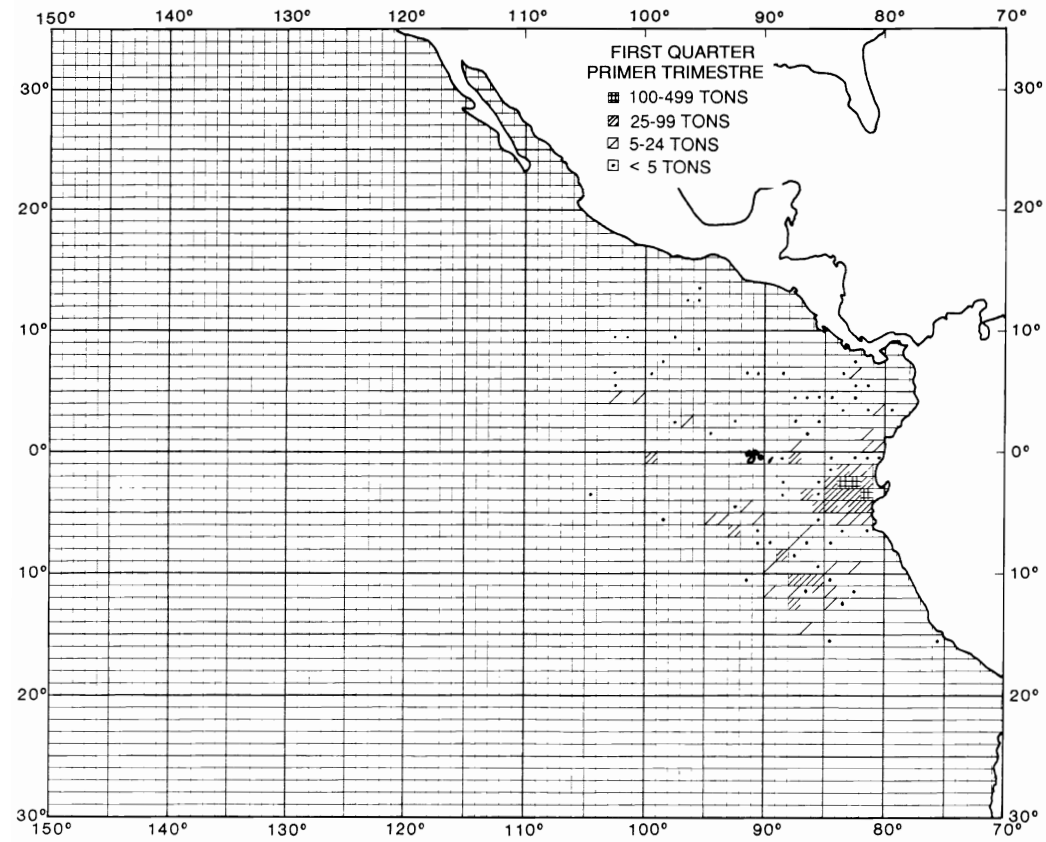 150° 140° 130° 120° 110° 100° 90° 80° 70°
FIRST QUARTER
PRIMER TRIMESTRE
100-499 TONS
25-99 TONS
5-24 TONS
< 5 TONS
30° 30°
20° 20°
10° 10°
0° 0°
10° 10°
20° 20°
30° 30°
150° 140° 130° 120° 110° 100° 90° 80° 70°